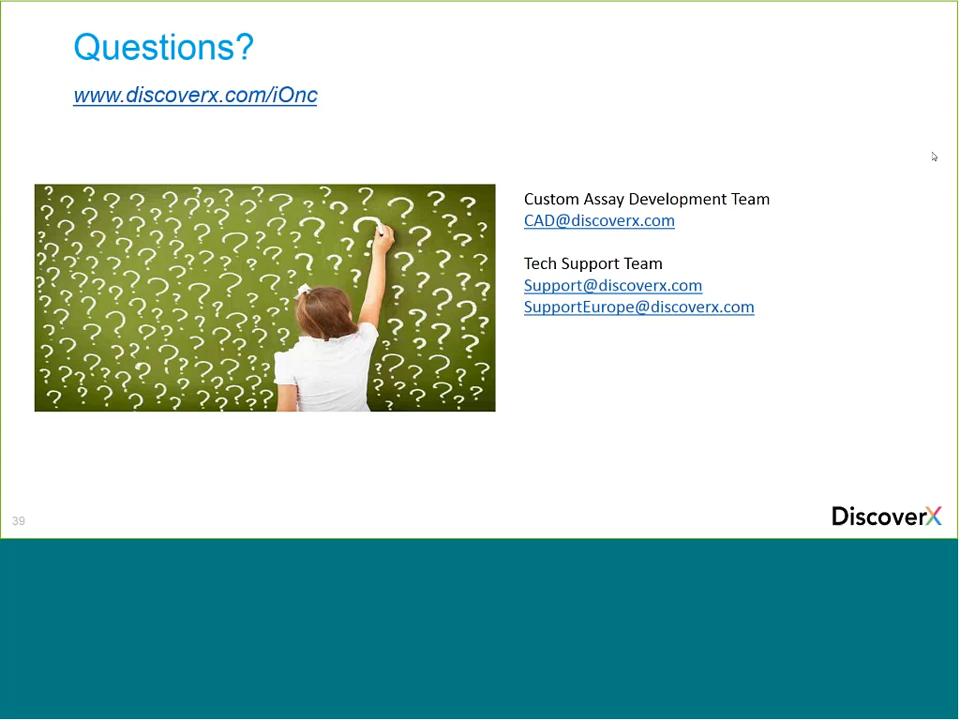 Questions?
www.discoverx.com/iOnc
Custom Assay Development Team
CAD@discoverx.com
Tech Support Team
Support@discoverx.com
SupportEurope@discoverx.com
39
DiscoverX